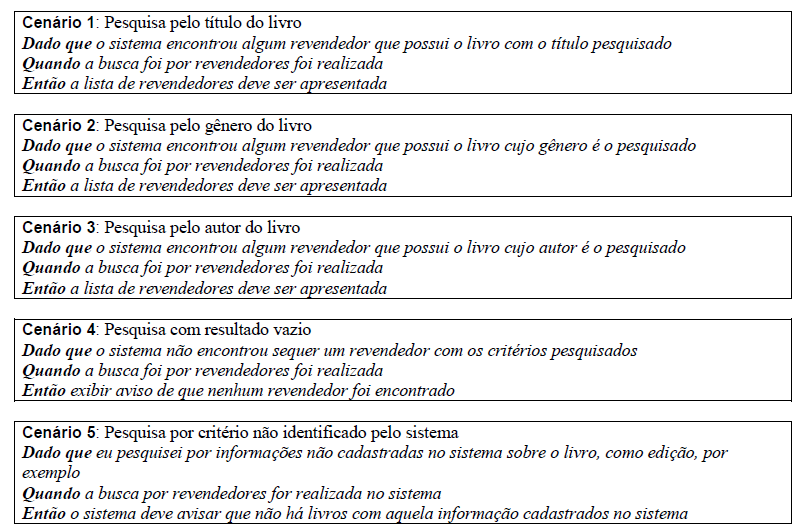 Cenário 1: Pesquisa pelo título do livro
Dado que o sistema encontrou algum revendedor que possui o livro com o título pesquisado
Quando a busca foi por revendedores foi realizada
Então a lista de revendedores deve ser apresentada
Cenário 2: Pesquisa pelo gênero do livro
Dado que o sistema encontrou algum revendedor que possui o livro cujo gênero é o pesquisado
Quando a busca foi por revendedores foi realizada
Então a lista de revendedores deve ser apresentada
Cenário 3: Pesquisa pelo autor do livro
Dado que o sistema encontrou algum revendedor que possui o livro cujo autor é o pesquisado
Quando a busca foi por revendedores foi realizada
Então a lista de revendedores deve ser apresentada
Cenário 4: Pesquisa com resultado vazio
Dado que o sistema não encontrou sequer um revendedor com os critérios pesquisados
Quando a busca foi por revendedores foi realizada
Então exibir aviso de que nenhum revendedor foi encontrado
Cenário 5: Pesquisa por critério não identificado pelo sistema
Dado que eu pesquisei por informações não cadastradas no sistema sobre o livro, como edição, por
exemplo
Quando a busca por revendedores for realizada no sistema
Então o sistema deve avisar que não há livros com aquela informação cadastrados no sistema